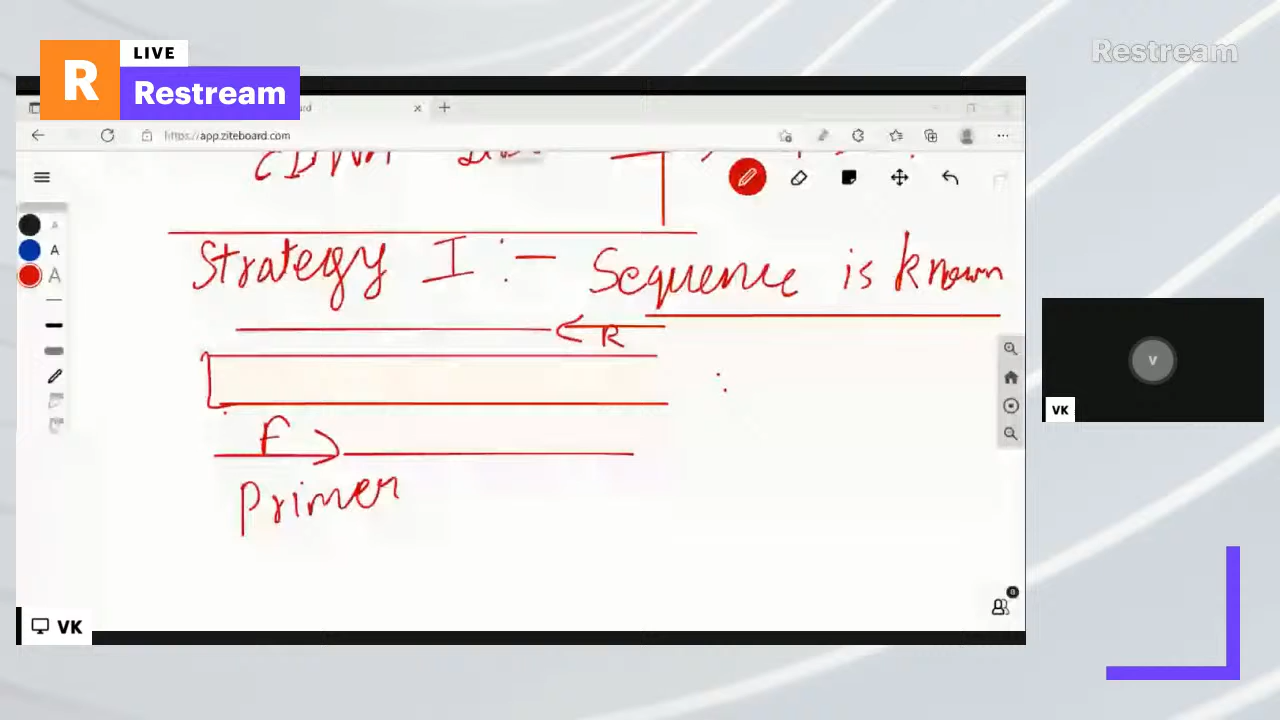 LIVE
R
Restream
Restream
https://app.ziteboard.com
A
A
A
Strategy I :- Sequence is known
R
F
Primer
V
VK
VK